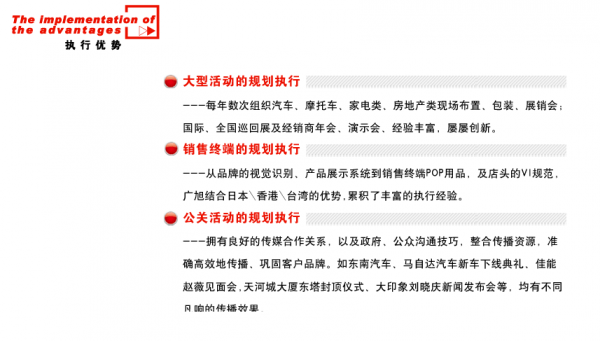 The implementation of
the advantages
执行优势
大型活动的规划执行
———每年数次组织汽车、摩托车、家电类、房地产类现场布置、包装、展销会；
国际、全国巡回展及经销商年会、演示会、经验丰富，屡屡创新。
销售终端的规划执行
———从品牌的视觉识别、产品展示系统到销售终端POP用品，及店头的VI规范，
广旭结合日本\香港\台湾的优势,累积了丰富的执行经验。
公关活动的规划执行
———拥有良好的传媒合作关系，以及政府、公众沟通技巧，整合传播资源，准
确高效地传播、巩固客户品牌。如东南汽车、马自达汽车新车下线典礼、佳能
赵薇见面会,天河城大厦东塔封顶仪式、大印象刘晓庆新闻发布会等，均有不同
凡响的传播效果。